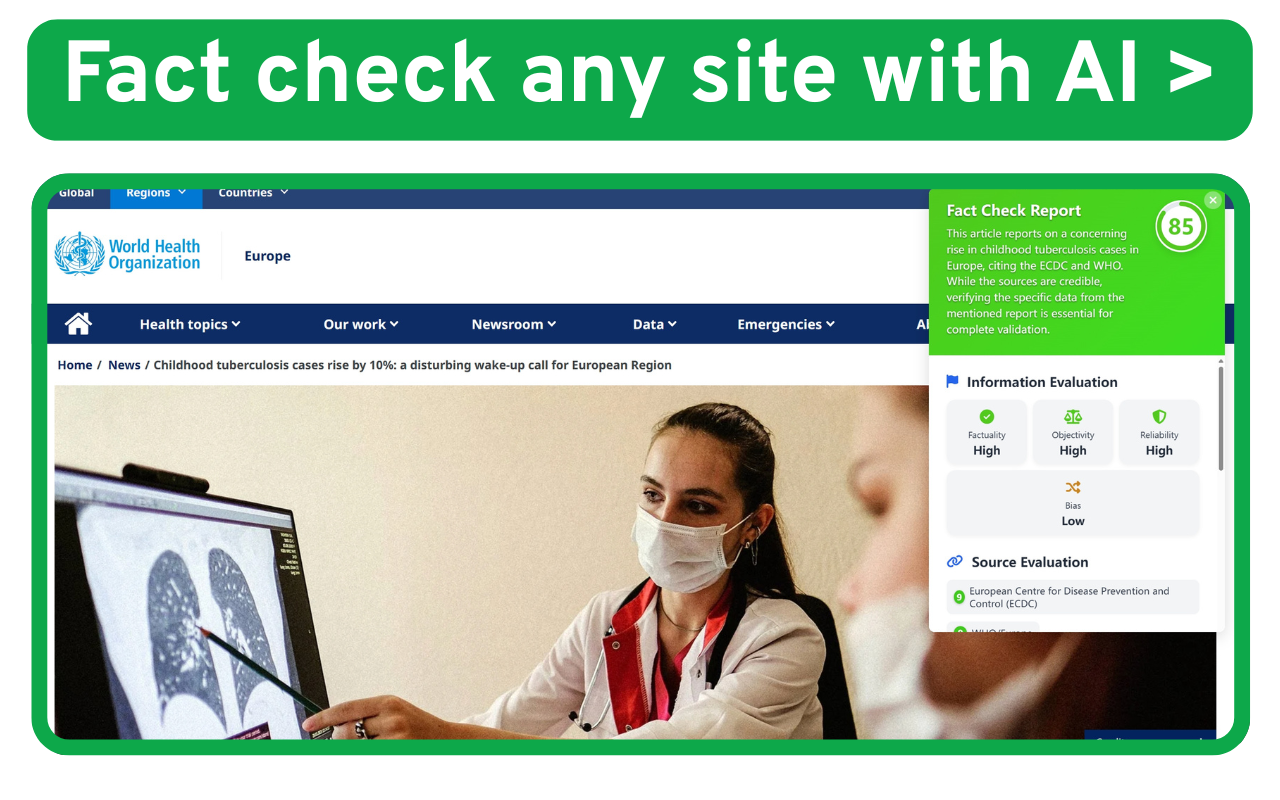 Fact check any site with AI >
Global Regions Countries
World Health
Organization
Europe
Health topics Our work Newsroom Data Emergencies
Home / News / Childhood tuberculosis cases rise by 10%: a disturbing wake-up call for European Region
Fact Check Report
85
This article reports on a concerning
rise in childhood tuberculosis cases in
Europe, citing the ECDC and WHO.
While the sources are credible,
verifying the specific data from the
mentioned report is essential for
complete validation.
Information Evaluation
Factuality
High
Objectivity
High
Reliability
High
Bias
Low
Source Evaluation
9 European Centre for Disease Prevention and
Control (ECDC)
WHO/Europe